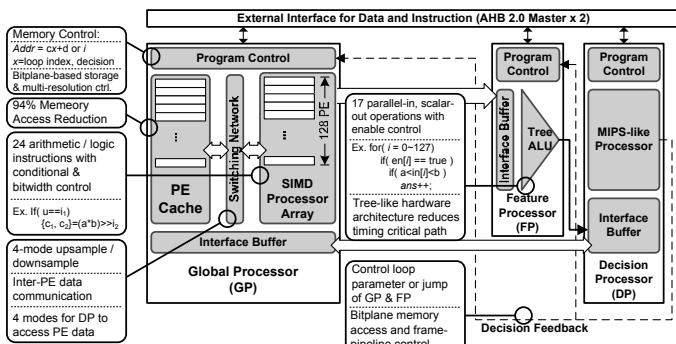 External Interface for Data and Instruction (AHB 2.0 Master x 2)
Memory Control:
Addr = cx+d or i
x=loop index, decision
Bitplane-based storage
& multi-resolution ctrl.
94% Memeory
Access Reduction
24 arithmetic / logic
instructions with
conditional &
bitwidth control
Ex. If( u==i₁)
{c₁, c₂}=(a*b)>>i₂
4-mode upsample /
downsample
Inter-PE data
communication
4 modes for DP to
access PE data
Program Control
PE
Cache
Switching Network
128 PE
SIMD
Processor
Array
Interface Buffer
Global Processor
(GP)
17 parallel-in, scalar-
out operations with
enable control
Ex. for( i = 0~127)
if( en[i] == true )
if( a<in[i]<b )
ans++;
Tree-like hardware
architecture reduces
timing critical path
Control loop
parameter or jump of
GP & FP
Bitplane memory
access and frame-
pipeline control
Program
Control
Interface Buffer
Tree
ALU
Feature
Processor
(FP)
Decision Feedback
Program
Control
MIPS-like
Processor
Interface
Buffer
Decision
Processor
(DP)